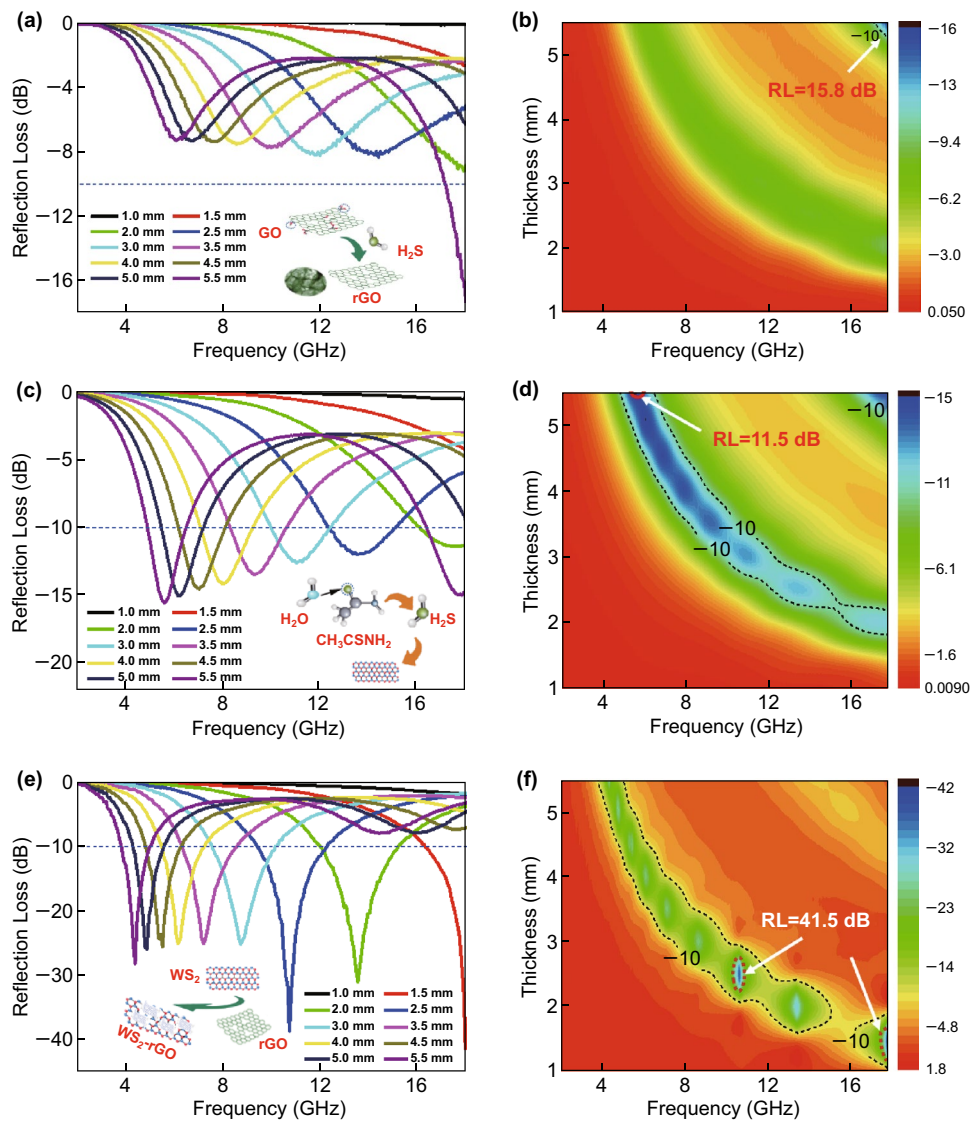 (a)
0
−4
−8
−12
−16
Reflection Loss (dB)
1.0 mm 1.5 mm
2.0 mm 2.5 mm
3.0 mm 3.5 mm
4.0 mm 4.5 mm
5.0 mm 5.5 mm
GO
H2S
rGO
4 8 12 16
Frequency (GHz)
(b)
5
4
3
2
1
Thickness (mm)
−10
RL=15.8 dB
4 8 12 16
Frequency (GHz)
−16
−13
−9.4
−6.2
−3.0
0.050
(c)
0
−5
−10
−15
−20
Reflection Loss (dB)
1.0 mm 1.5 mm
2.0 mm 2.5 mm
3.0 mm 3.5 mm
4.0 mm 4.5 mm
5.0 mm 5.5 mm
H2O
CH3CSNH2
H2S
4 8 12 16
Frequency (GHz)
(d)
5
4
3
2
1
Thickness (mm)
RL=11.5 dB
−10
−10
−10
4 8 12 16
Frequency (GHz)
−15
−11
−6.1
−1.6
0.0090
(e)
0
−10
−20
−30
−40
Reflection Loss (dB)
WS2
WS2-rGO
rGO
1.0 mm 1.5 mm
2.0 mm 2.5 mm
3.0 mm 3.5 mm
4.0 mm 4.5 mm
5.0 mm 5.5 mm
4 8 12 16
Frequency (GHz)
(f)
5
4
3
2
1
Thickness (mm)
RL=41.5 dB
−10
−10
4 8 12 16
Frequency (GHz)
−42
−32
−23
−14
−4.8
1.8